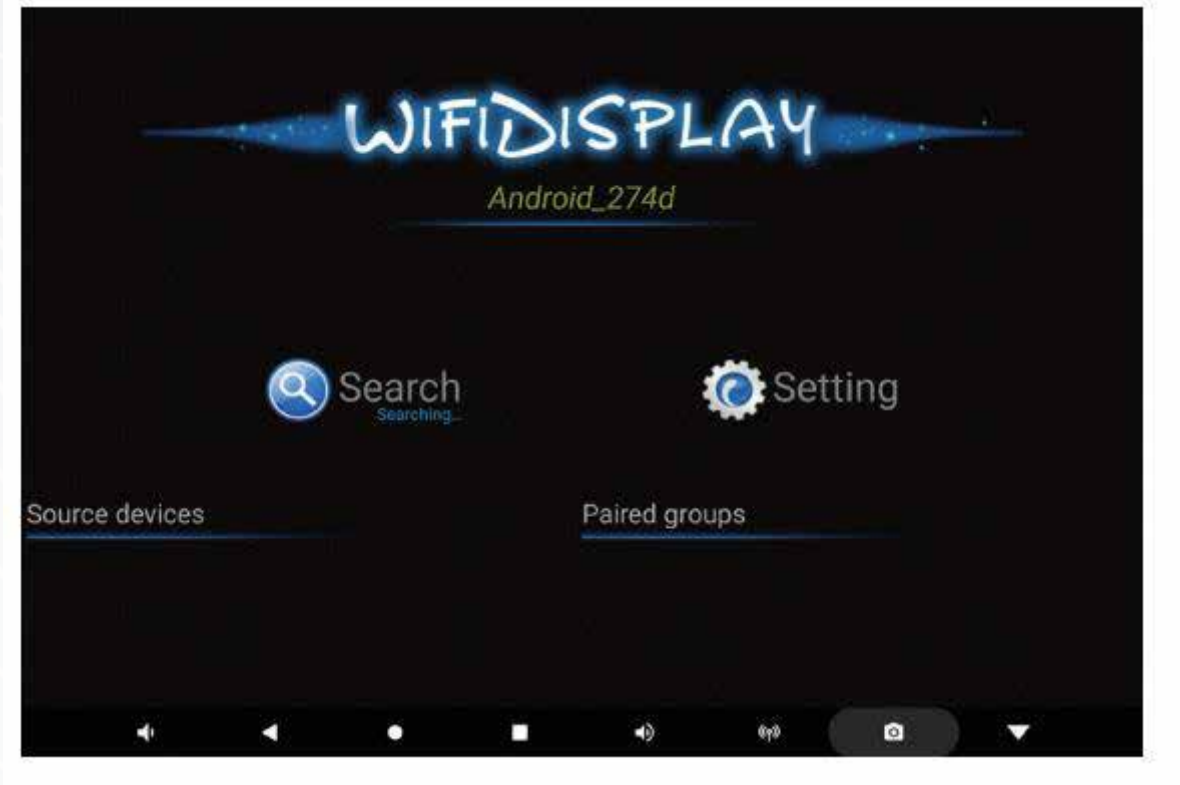 WIFIDISPLAY
Android_274d
Search
Searching...
Setting
Source devices
Paired groups